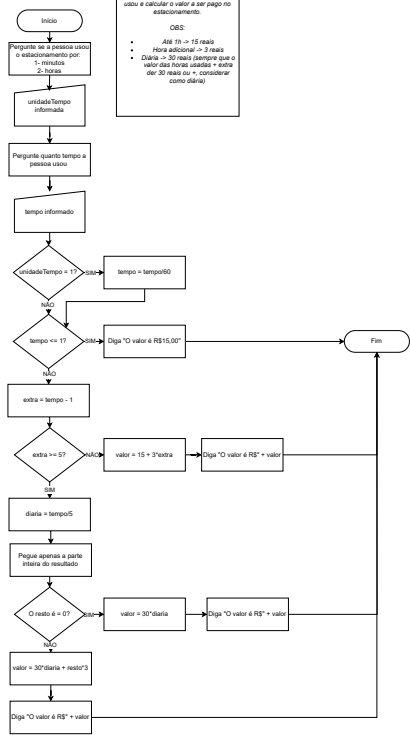 usou e calcular o valor a ser pago no
estacionamento.
OBS:
• Até 1h -> 15 reais
• Hora adicional -> 3 reais
• Diária -> 30 reais (sempre que o
valor das horas usadas + extra
der 30 reais ou +, considerar
como diária)
Início
Pergunte se a pessoa usou
o estacionamento por:
1- minutos
2- horas
unidadeTempo
informada
Pergunte quanto tempo a
pessoa usou
tempo informado
unidadeTempo = 1?
SIM
tempo = tempo/60
NÃO
tempo <= 1?
SIM
Diga "O valor é R$15,00"
Fim
NÃO
extra = tempo - 1
extra >= 5?
NÃO
valor = 15 + 3*extra
Diga "O valor é R$" + valor
SIM
diaria = tempo/5
Pegue apenas a parte
inteira do resultado
O resto é = 0?
SIM
valor = 30*diaria
Diga "O valor é R$" + valor
NÃO
valor = 30*diaria + resto*3
Diga "O valor é R$" + valor